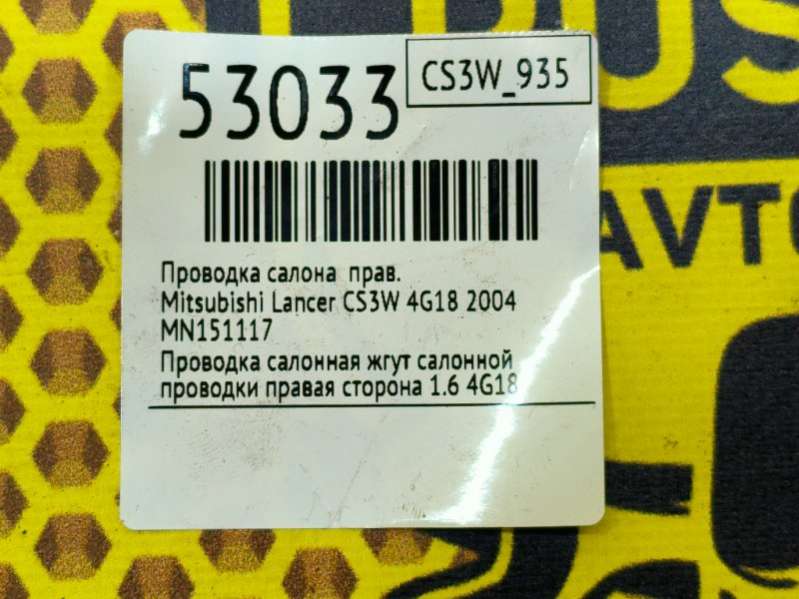 53033
CS3W_935
Проводка салона прав.
Mitsubishi Lancer CS3W 4G18 2004
MN151117
Проводка салонная жгут салонной
проводки правая сторона 1.6 4G18